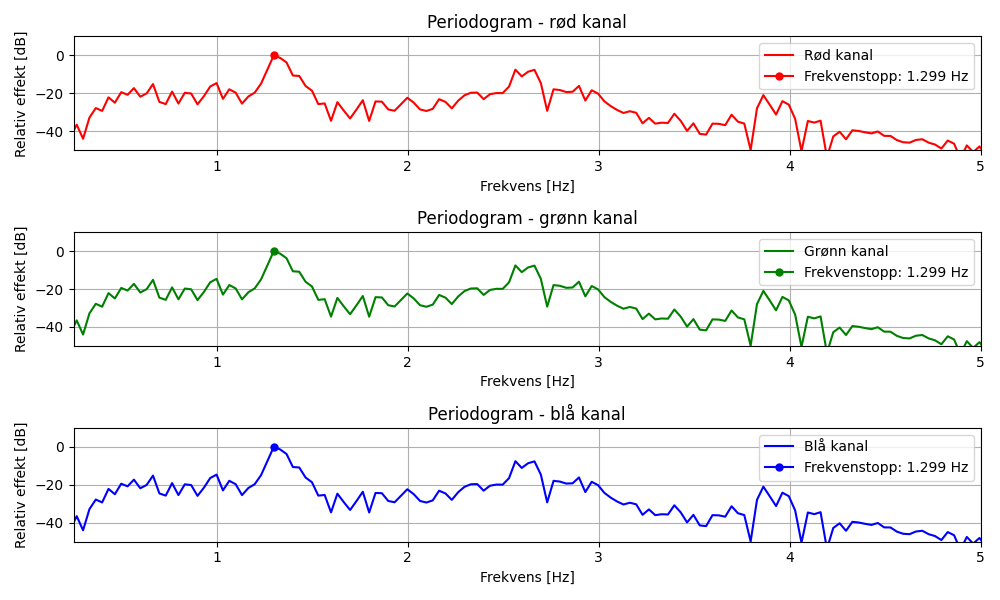 Periodogram - rød kanal
Relativ effekt [dB]
0
−20
−40
Rød kanal
Frekvenstopp: 1.299 Hz
1
2
3
4
5
Frekvens [Hz]
Periodogram - grønn kanal
Relativ effekt [dB]
0
−20
−40
Grønn kanal
Frekvenstopp: 1.299 Hz
1
2
3
4
5
Frekvens [Hz]
Periodogram - blå kanal
Relativ effekt [dB]
0
−20
−40
Blå kanal
Frekvenstopp: 1.299 Hz
1
2
3
4
5
Frekvens [Hz]